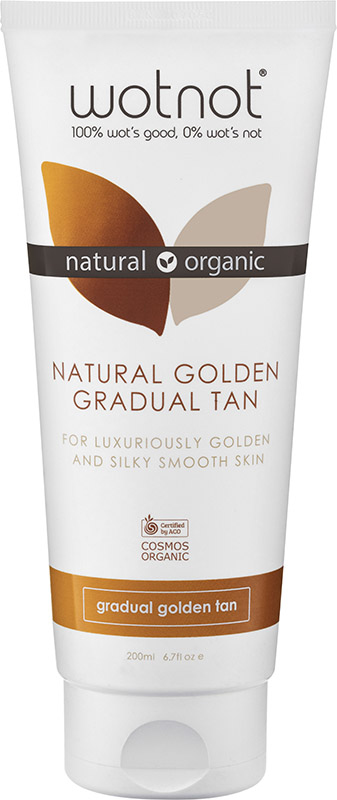 wotnot®
100% wot's good, 0% wot's not
natural organic
NATURAL GOLDEN
GRADUAL TAN
FOR LUXURIOUSLY GOLDEN
AND SILKY SMOOTH SKIN
Certified
by ACO
COSMOS
ORGANIC
gradual golden tan
200ml 6.7fl oz e